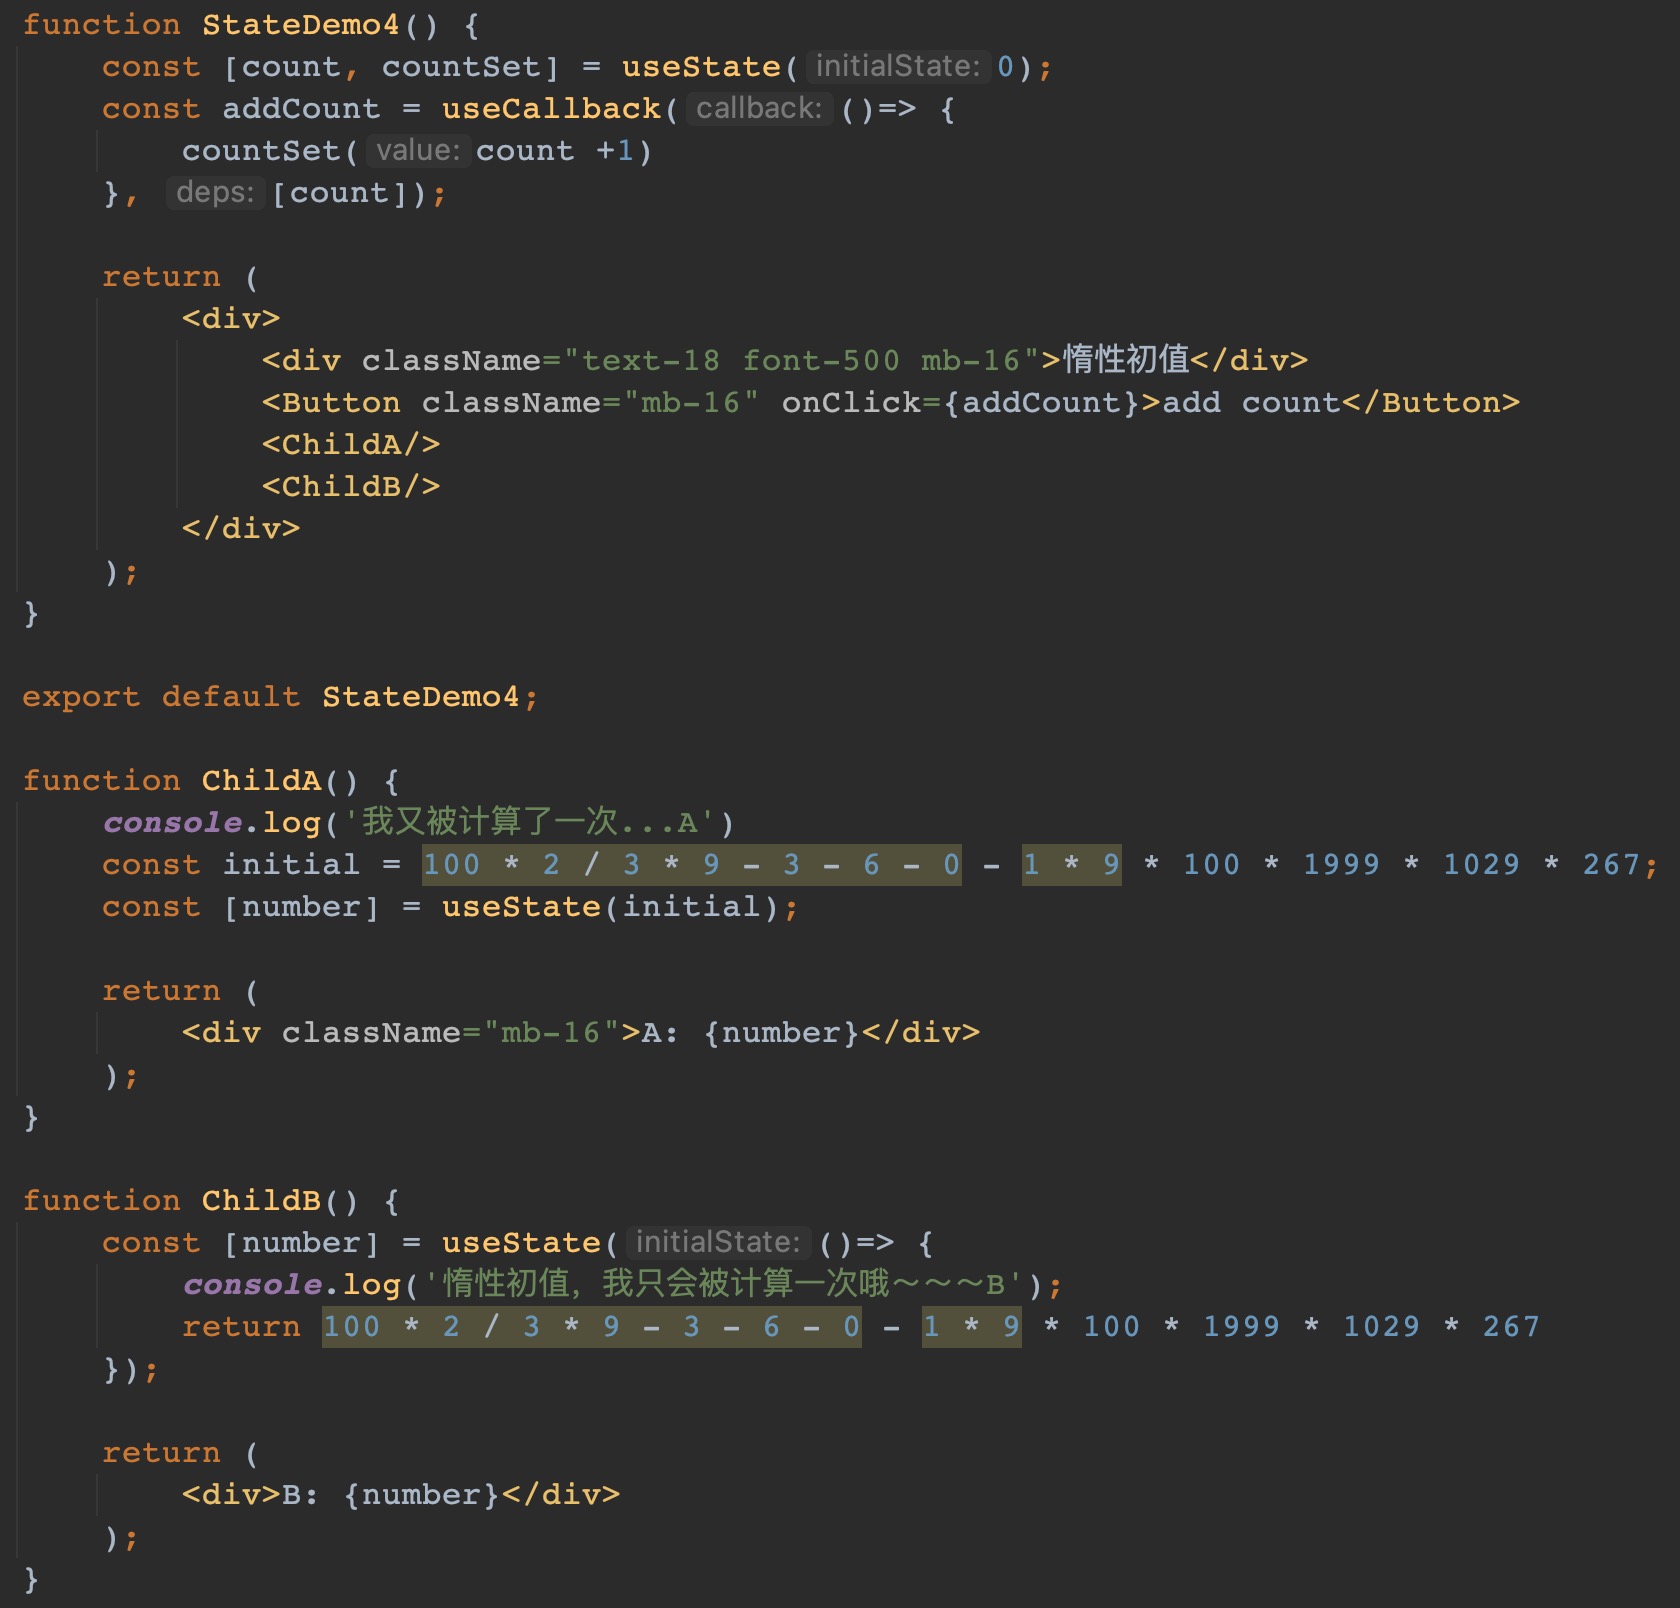 function StateDemo4() {
const [count, countSet] = useState( initialState: 0);
const addCount = useCallback( callback: ()=> {
countSet( value: count +1)
}, deps: [count]);
return (
<div>
<div className="text-18 font-500 mb-16">惰性初值</div>
<Button className="mb-16" onClick={addCount}>add count</Button>
<ChildA/>
<ChildB/>
</div>
);
}
export default StateDemo4;
function ChildA() {
console.log('我又被计算了一次...A')
const initial = 100 * 2 / 3 * 9 - 3 - 6 - 0 - 1 * 9 * 100 * 1999 * 1029 * 267;
const [number] = useState(initial);
return (
<div className="mb-16">A: {number}</div>
);
}
function ChildB() {
const [number] = useState( initialState: ()=> {
console.log('惰性初值，我只会被计算一次哦～～～B');
return 100 * 2 / 3 * 9 - 3 - 6 - 0 - 1 * 9 * 100 * 1999 * 1029 * 267
});
return (
<div>B: {number}</div>
);
}